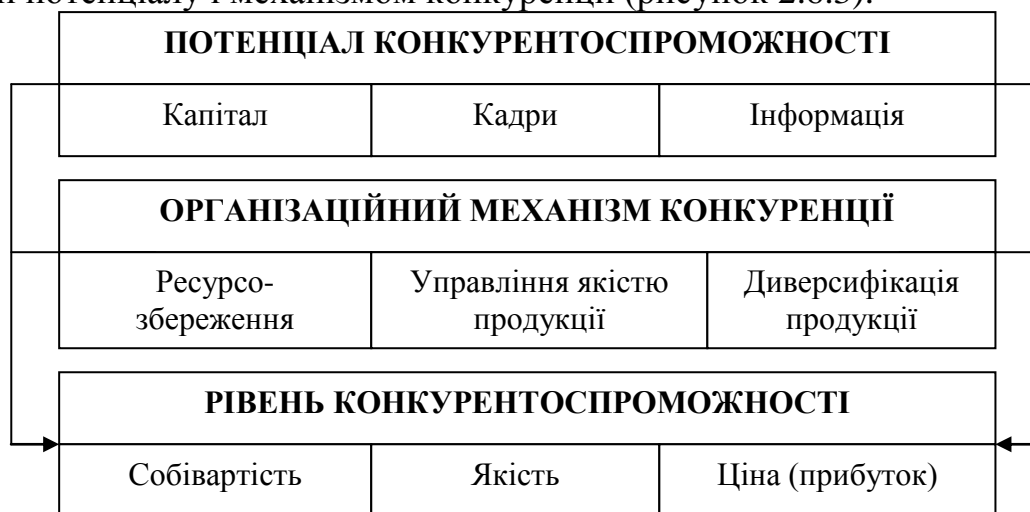 потенціалу і механізмом конкуренції (рисунок 2.8.3).
ПОТЕНЦІАЛ КОНКУРЕНТОСПРОМОЖНОСТІ
Капітал Кадри Інформація
ОРГАНІЗАЦІЙНИЙ МЕХАНІЗМ КОНКУРЕНЦІЇ
Ресурсо- Управління якістю Диверсифікація
збереження продукції продукції
РІВЕНЬ КОНКУРЕНТОСПРОМОЖНОСТІ
Собівартість Якість Ціна (прибуток)